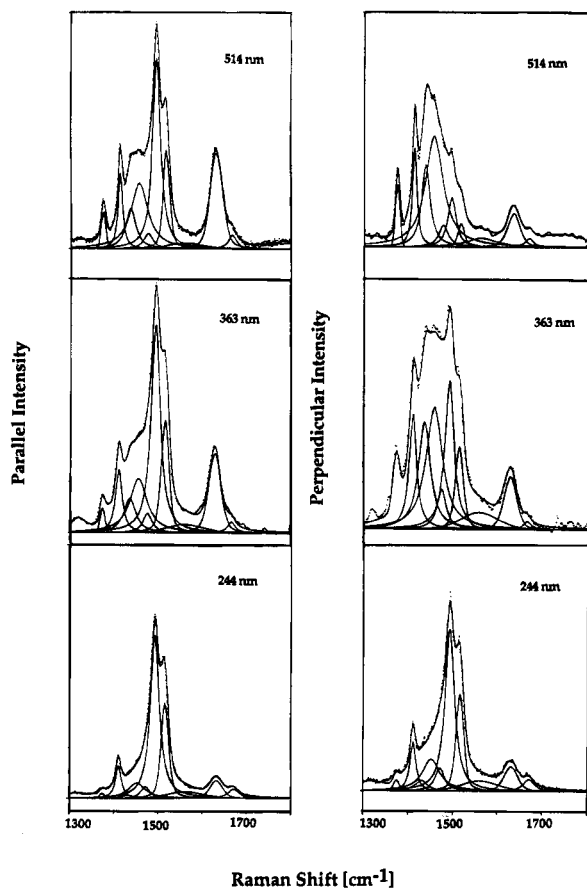 514 nm
514 nm
363 nm
363 nm
Parallel Intensity
Perpendicular Intensity
244 nm
244 nm
1300 1500 1700
1300 1500 1700
Raman Shift [cm-1]